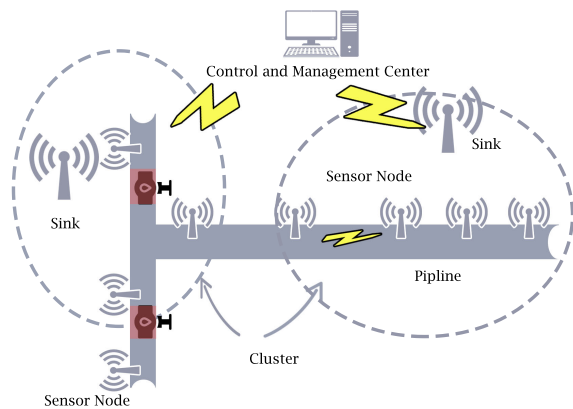 Control and Management Center
Sink
Sensor Node
Sink
Pipline
Cluster
Sensor Node